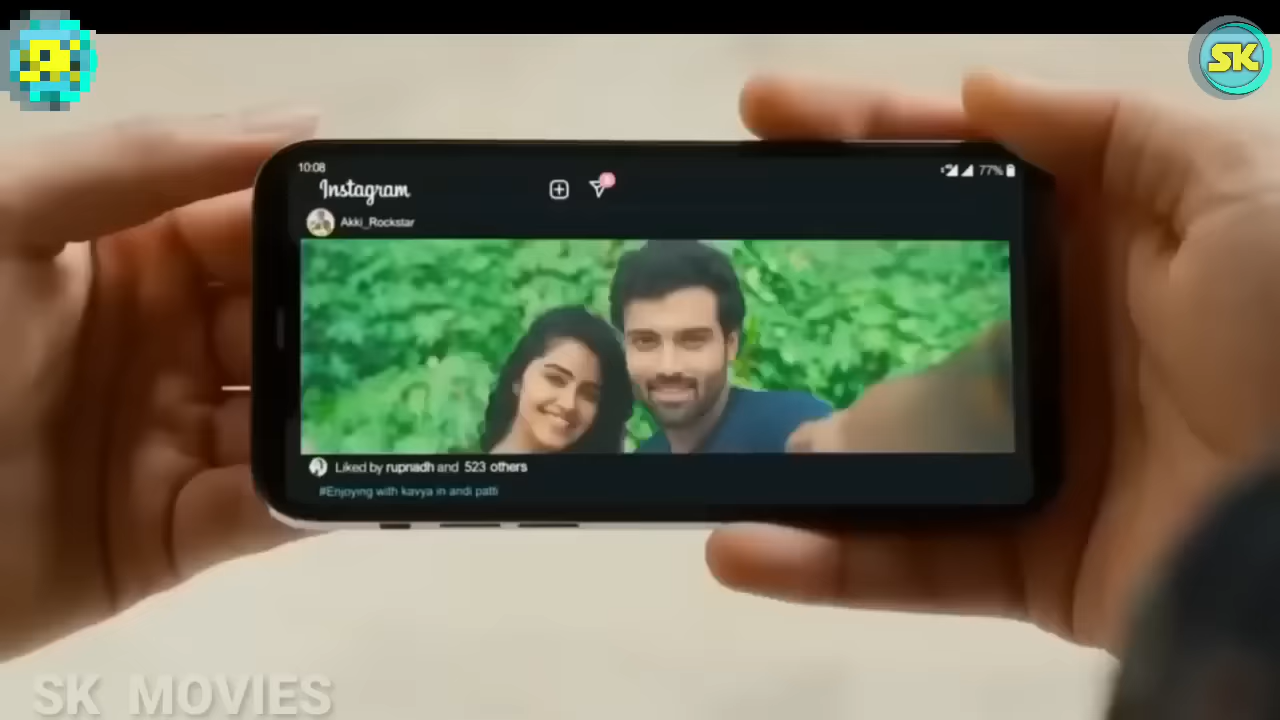 SK
10:08
77%
Instagram
Akki_Rockstar
Liked by rupnadh and 523 others
#Enjoying with kavya in andi patti
SK MOVIES